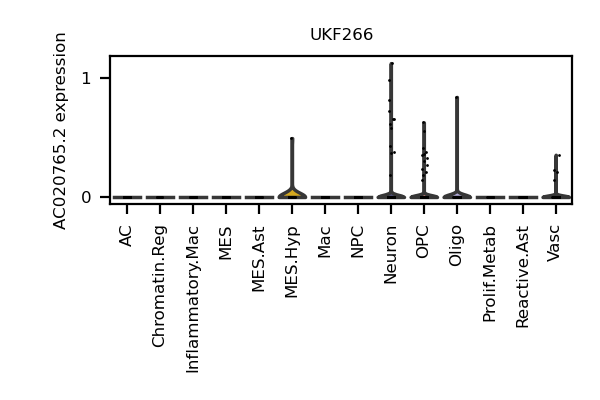 UKF266
AC020765.2 expression
1
0
AC
Chromatin.Reg
Inflammatory.Mac
MES
MES.Ast
MES.Hyp
Mac
NPC
Neuron
OPC
Oligo
Prolif.Metab
Reactive.Ast
Vasc